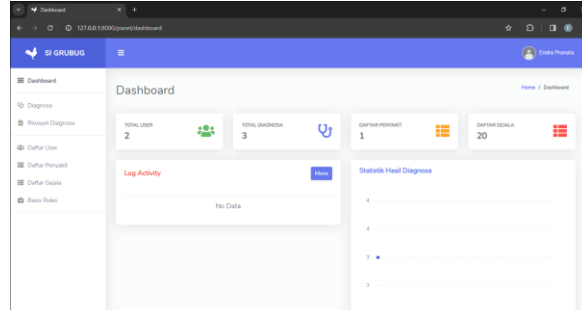 Dashboard
127.0.0.1:8000/panel/dashboard
SI GRUBUG
Endra Pranata
Dashboard
Diagnosa
Riwayat Diagnosa
Daftar User
Daftar Penyakit
Daftar Gejala
Basis Rules
Dashboard
Home / Dashboard
TOTAL USER
2
TOTAL DIAGNOSA
3
DAFTAR PENYAKIT
1
DAFTAR GEJALA
20
Log Activity
More
No Data
Statistik Hasil Diagnosa
4
4
3
3